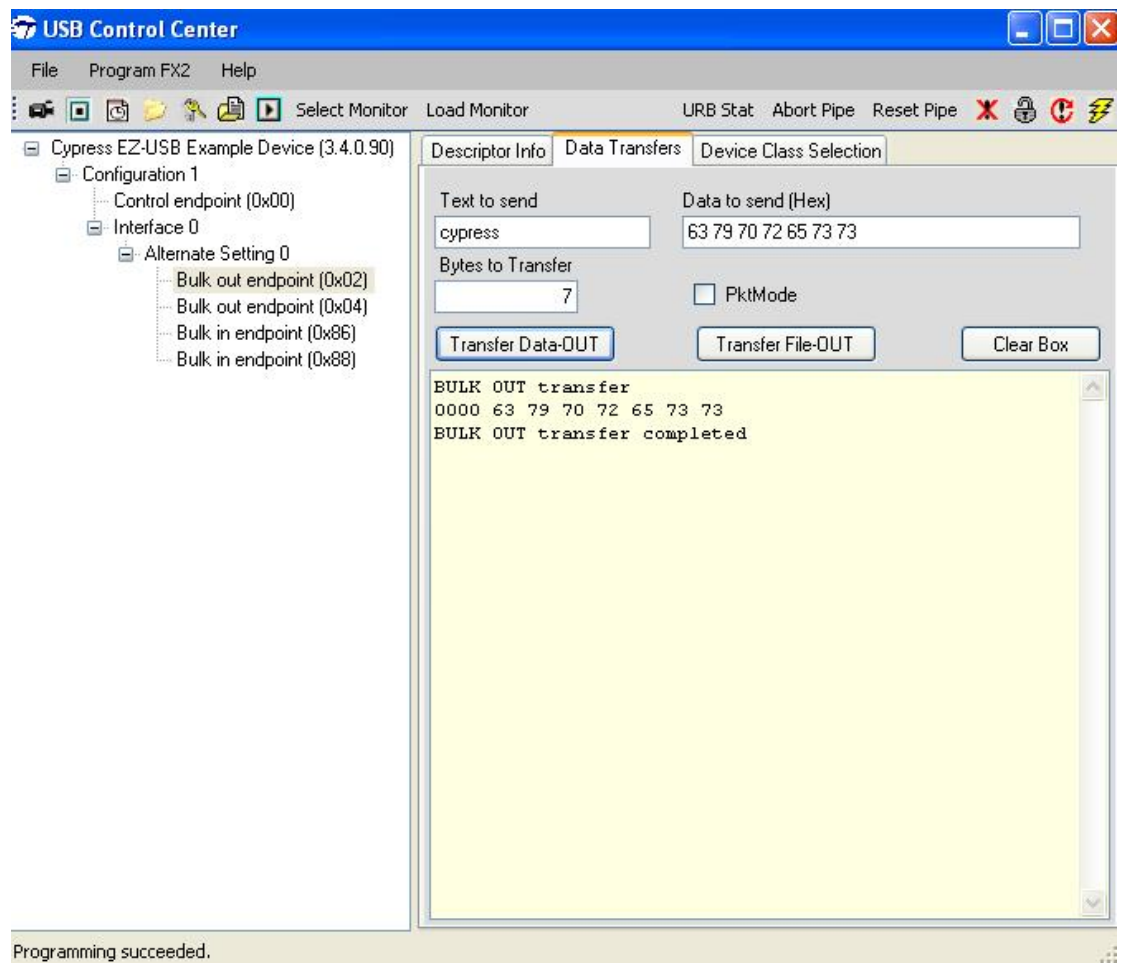 USB Control Center
File Program FX2 Help
Select Monitor Load Monitor URB Stat Abort Pipe Reset Pipe
Cypress EZ-USB Example Device (3.4.0.90)
Configuration 1
Control endpoint (0x00)
Interface 0
Alternate Setting 0
Bulk out endpoint (0x02)
Bulk out endpoint (0x04)
Bulk in endpoint (0x86)
Bulk in endpoint (0x88)
Descriptor Info Data Transfers Device Class Selection
Text to send Data to send (Hex)
cypress 63 79 70 72 65 73 73
Bytes to Transfer
7 PktMode
Transfer Data-OUT Transfer File-OUT Clear Box
BULK OUT transfer
0000 63 79 70 72 65 73 73
BULK OUT transfer completed
Programming succeeded.